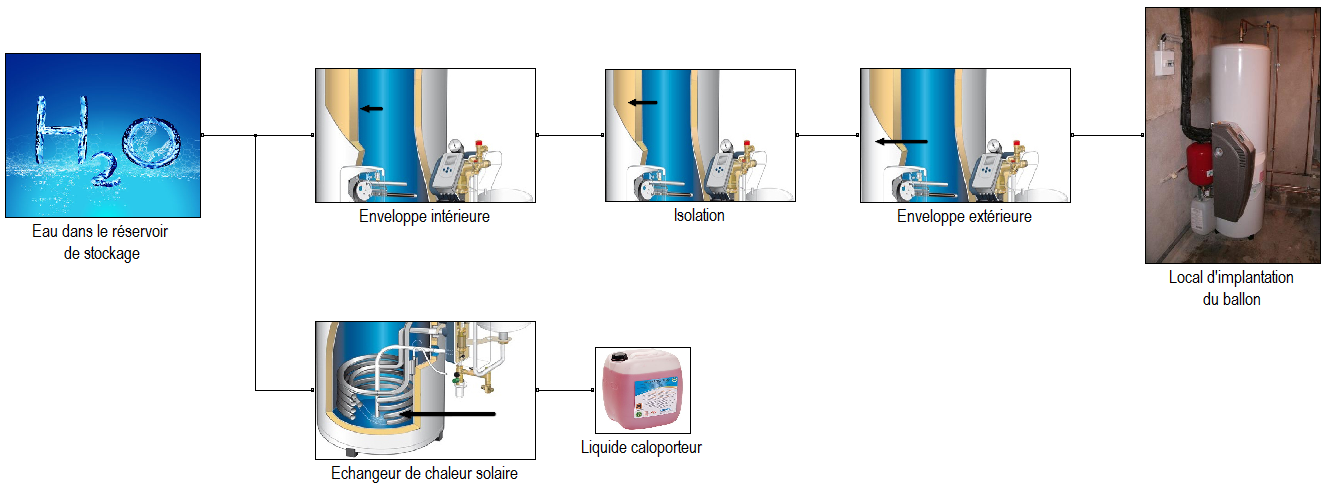 H2O
Eau dans le réservoir
de stockage
Enveloppe intérieure
Isolation
Enveloppe extérieure
Local d'implantation
du ballon
Echangeur de chaleur solaire
Liquide caloporteur